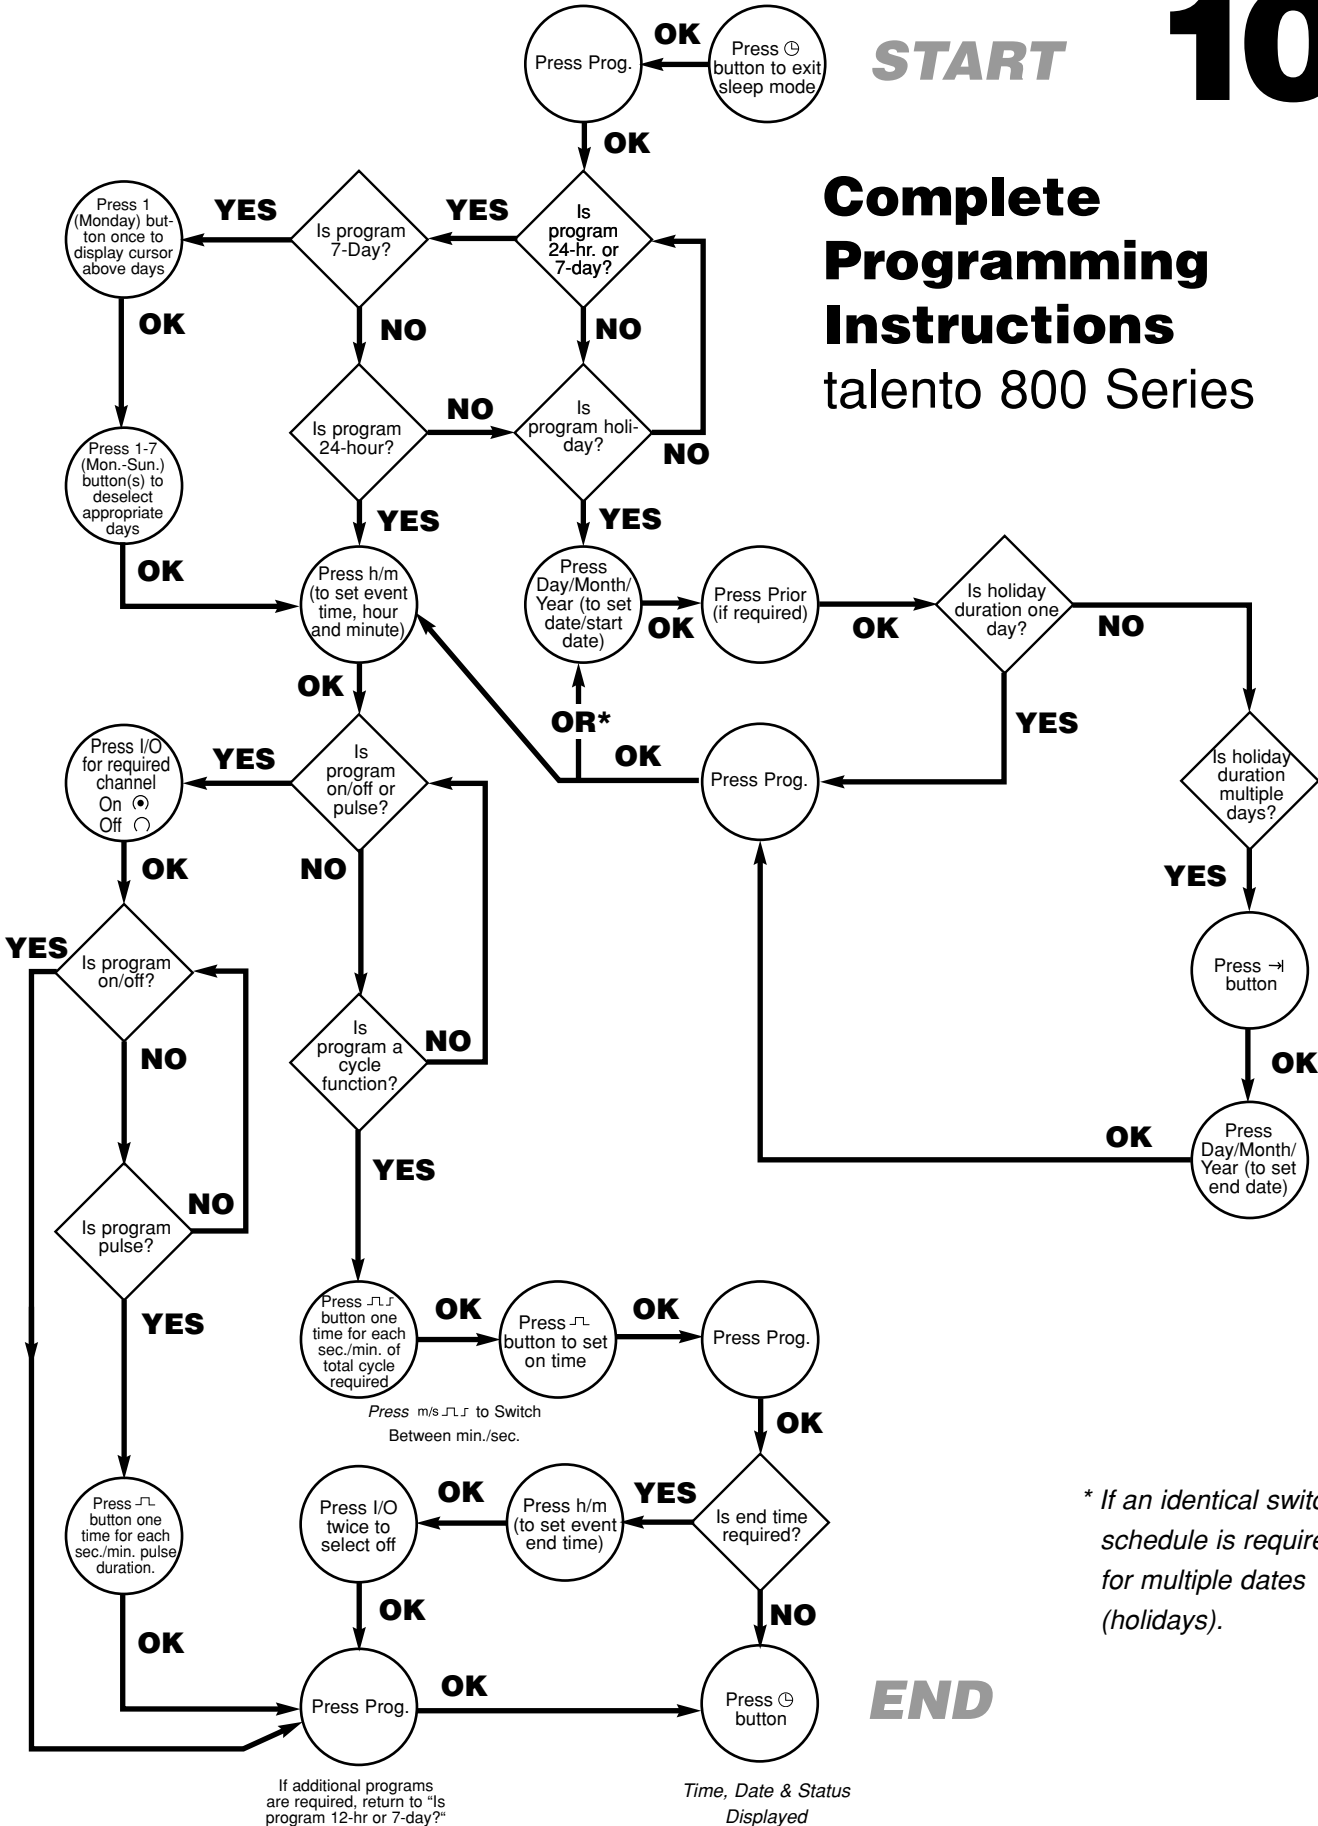 START
10
Complete
Programming
Instructions
talento 800 Series
Press
button to exit
sleep mode
OK
Press Prog.
OK
Is
program
24-hr. or
7-day?
YES
NO
Is program
7-Day?
YES
NO
Press 1
(Monday) but-
ton once to
display cursor
above days
OK
Press 1-7
(Mon.-Sun.)
button(s) to
deselect
appropriate
days
OK
Is program
24-hour?
NO
YES
Is
program holi-
day?
NO
YES
Press h/m
(to set event
time, hour
and minute)
OK
Press
Day/Month/
Year (to set
date/start
date)
OK
Press Prior
(if required)
OK
Is holiday
duration one
day?
NO
YES
OR*
OK
Press Prog.
Is holiday
duration
multiple
days?
YES
Press
button
OK
Press
Day/Month/
Year (to set
end date)
OK
Is
program
on/off or
pulse?
YES
NO
Press I/O
for required
channel
On
Off
OK
Is program
on/off?
YES
NO
Is program
pulse?
NO
YES
Is
program a
cycle
function?
NO
YES
Press
button one
time for each
sec./min. of
total cycle
required
OK
Press
button to set
on time
OK
Press Prog.
OK
Press m/s to Switch
Between min./sec.
Is end time
required?
YES
NO
Press h/m
(to set event
end time)
OK
Press I/O
twice to
select off
OK
Press
button one
time for each
sec./min. pulse
duration.
OK
Press Prog.
OK
Press
button
END
If additional programs
are required, return to “Is
program 12-hr or 7-day?“
Time, Date & Status
Displayed
* If an identical switc
schedule is require
for multiple dates
(holidays).